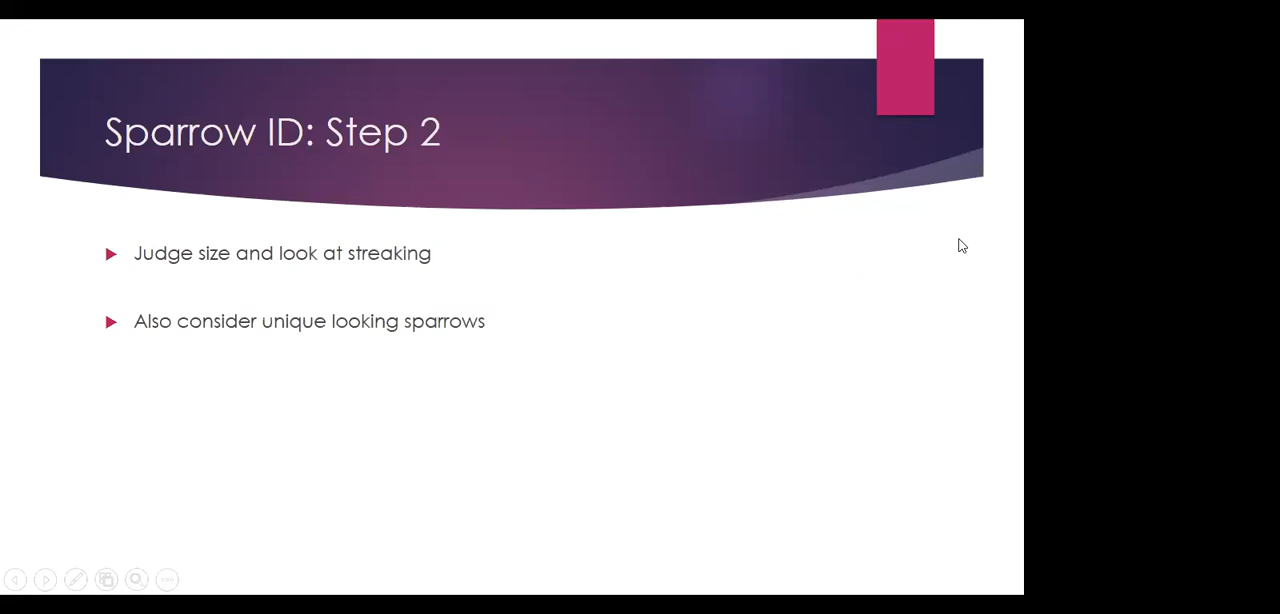 Sparrow ID: Step 2
Judge size and look at streaking
Also consider unique looking sparrows